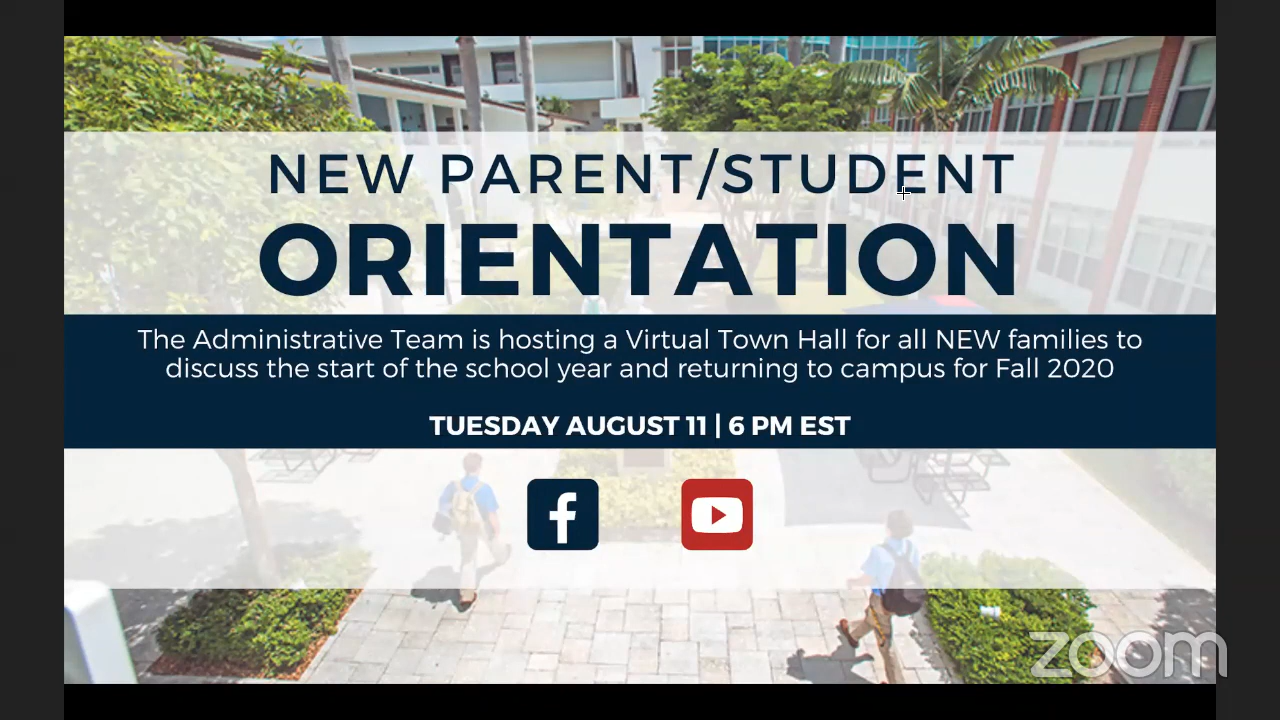 NEW PARENT/STUDENT
ORIENTATION
The Administrative Team is hosting a Virtual Town Hall for all NEW families to
discuss the start of the school year and returning to campus for Fall 2020
TUESDAY AUGUST 11 | 6 PM EST
zoom